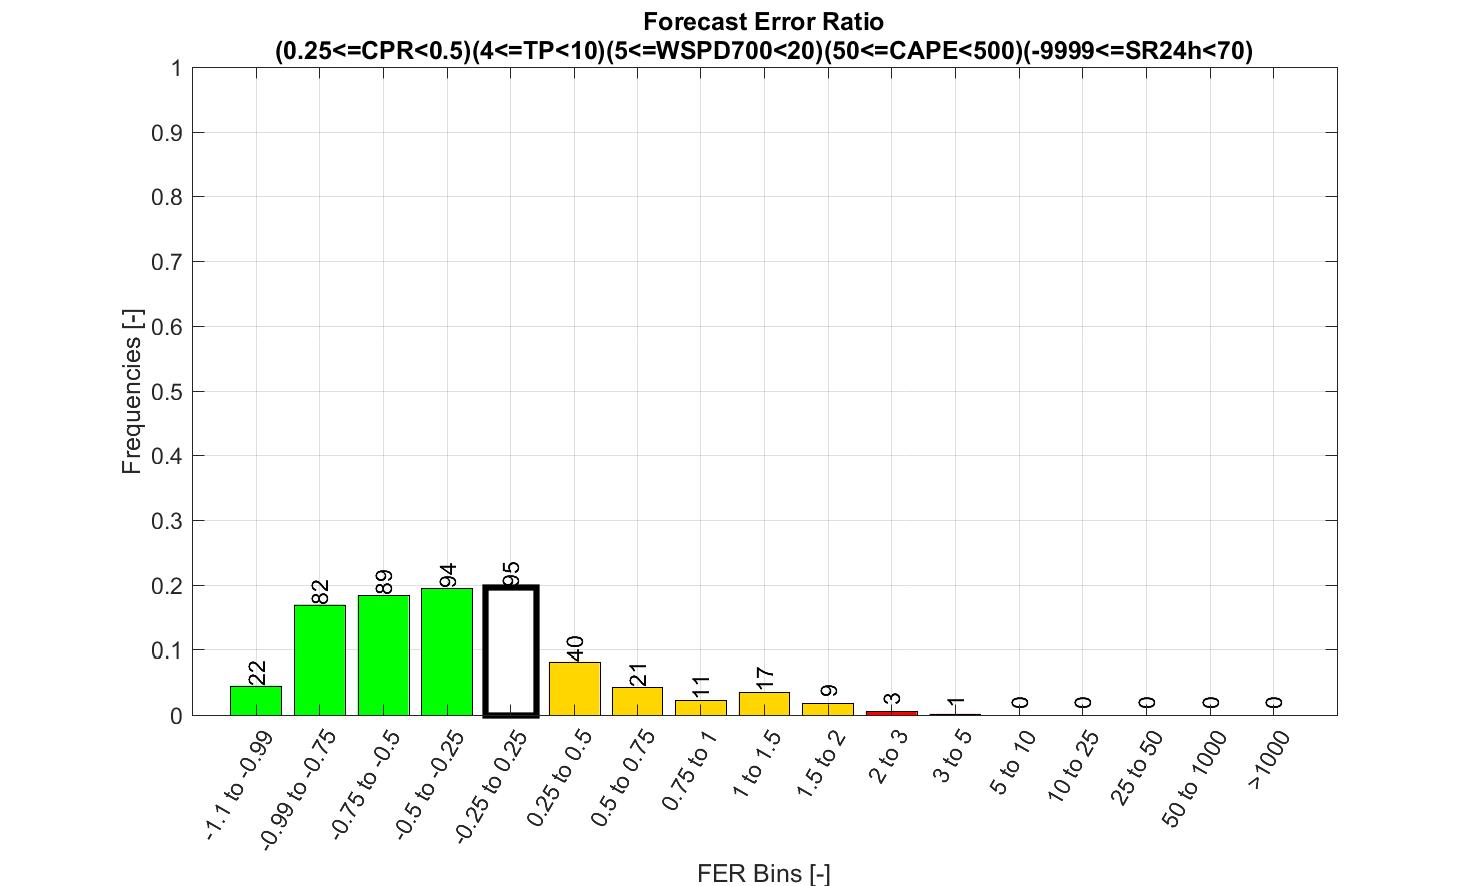 Forecast Error Ratio
(0.25<=CPR<0.5)(4<=TP<10)(5<=WSPD700<20)(50<=CAPE<500)(-9999<=SR24h<70)
1
0.9
0.8
0.7
0.6
0.5
0.4
0.3
0.2
0.1
0
Frequencies [-]
22
82
89
94
95
40
21
11
17
9
3
1
0
0
0
0
0
-1.1 to -0.99
-0.99 to -0.75
-0.75 to -0.5
-0.5 to -0.25
-0.25 to 0.25
0.25 to 0.5
0.5 to 0.75
0.75 to 1
1 to 1.5
1.5 to 2
2 to 3
3 to 5
5 to 10
10 to 25
25 to 50
50 to 1000
>1000
FER Bins [-]